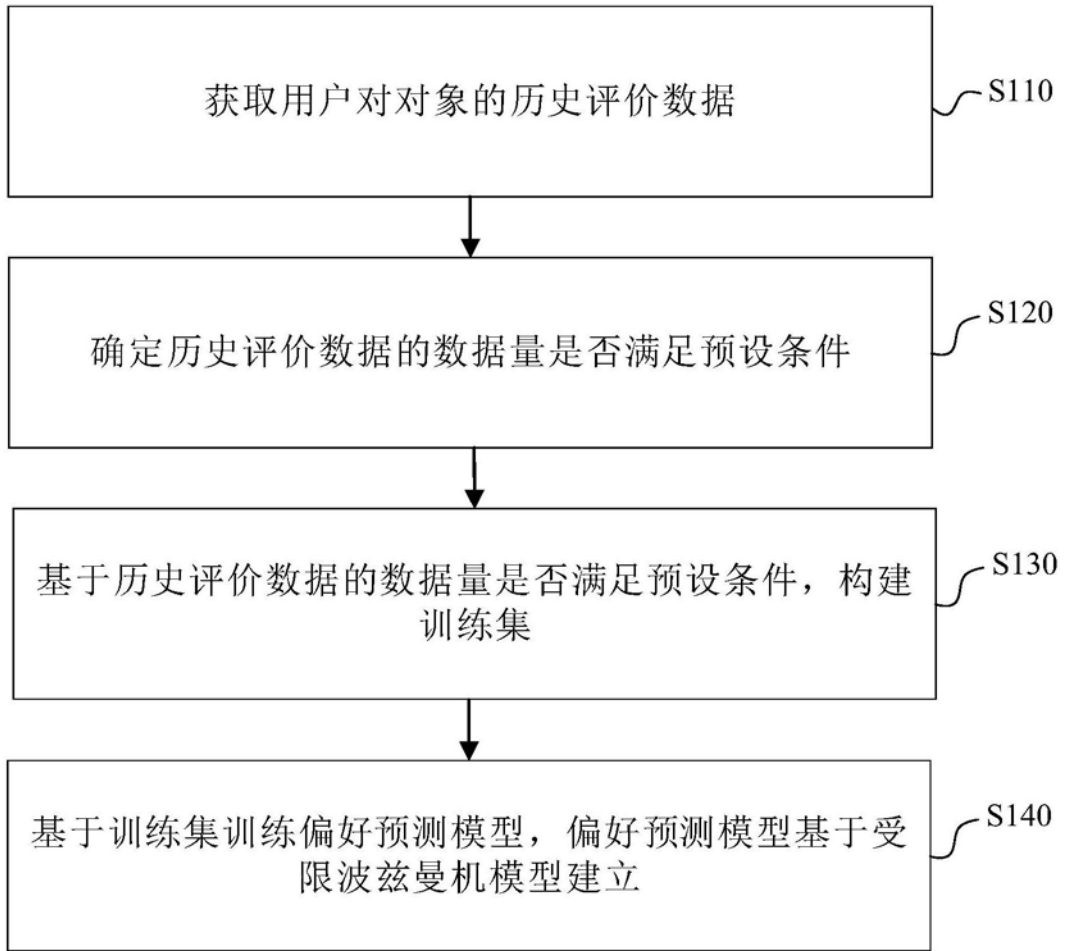 获取用户对对象的历史评价数据
S110
确定历史评价数据的数据量是否满足预设条件
S120
基于历史评价数据的数据量是否满足预设条件，构建
训练集
S130
基于训练集训练偏好预测模型，偏好预测模型基于受
限波兹曼机模型建立
S140